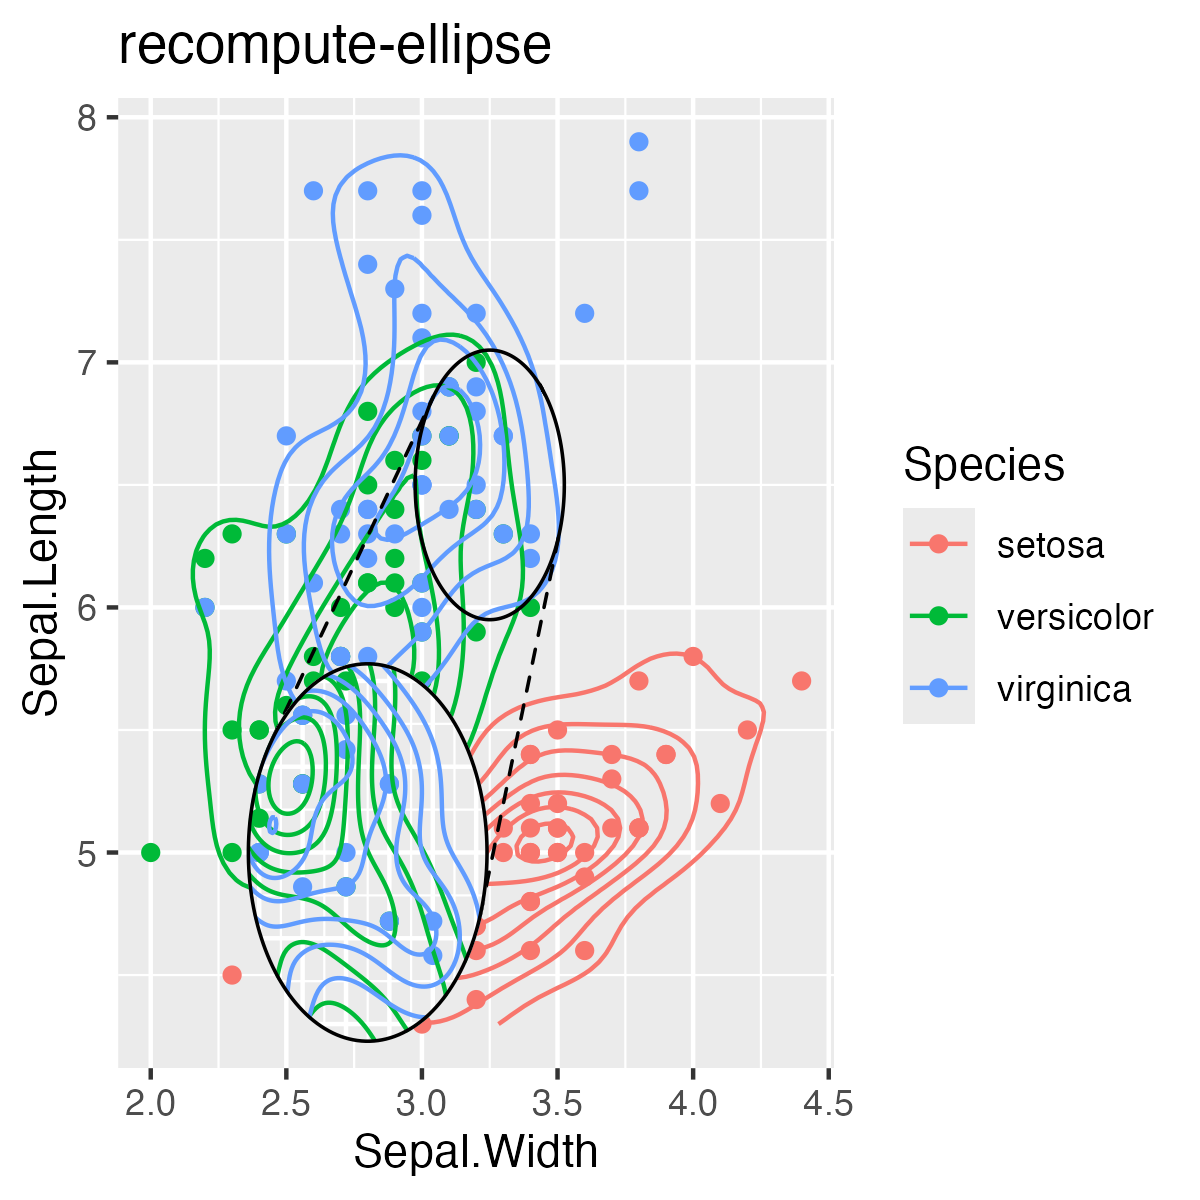 recompute-ellipse
8
7
6
5
Sepal.Length
2.0 2.5 3.0 3.5 4.0 4.5
Sepal.Width
Species
setosa
versicolor
virginica